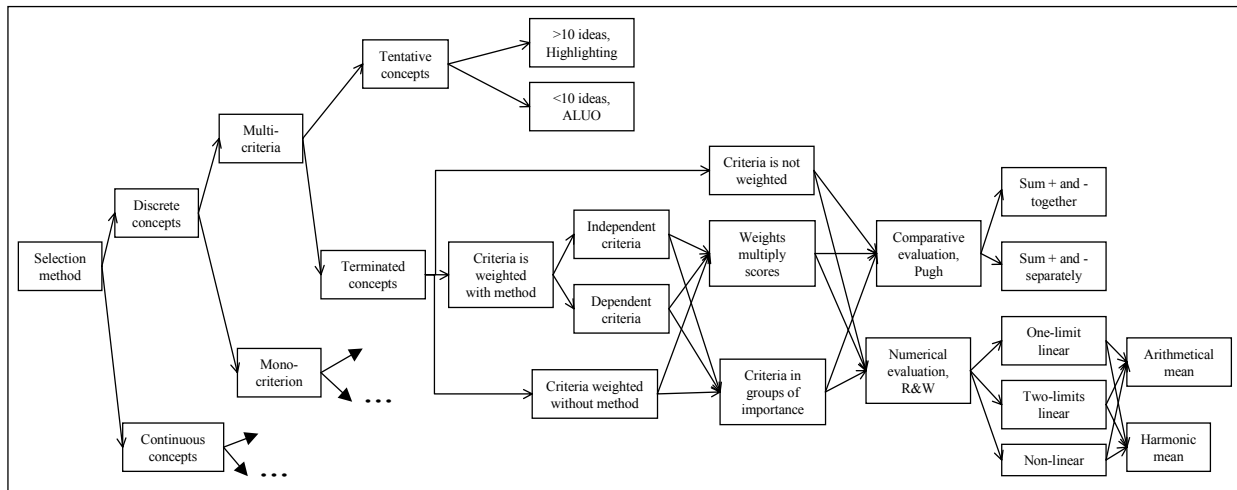 Selection
method
Discrete
concepts
Continuous
concepts
...
Multi-
criteria
Mono-
criterion
...
Tentative
concepts
Terminated
concepts
>10 ideas,
Highlighting
<10 ideas,
ALUO
Criteria is
weighted
with method
Independent
criteria
Dependent
criteria
Criteria weighted
without method
Criteria is not
weighted
Weights
multiply
scores
Criteria in
groups of
importance
Comparative
evaluation,
Pugh
Numerical
evaluation,
R&W
Sum + and -
together
Sum + and -
separately
One-limit
linear
Two-limits
linear
Non-linear
Arithmetical
mean
Harmonic
mean